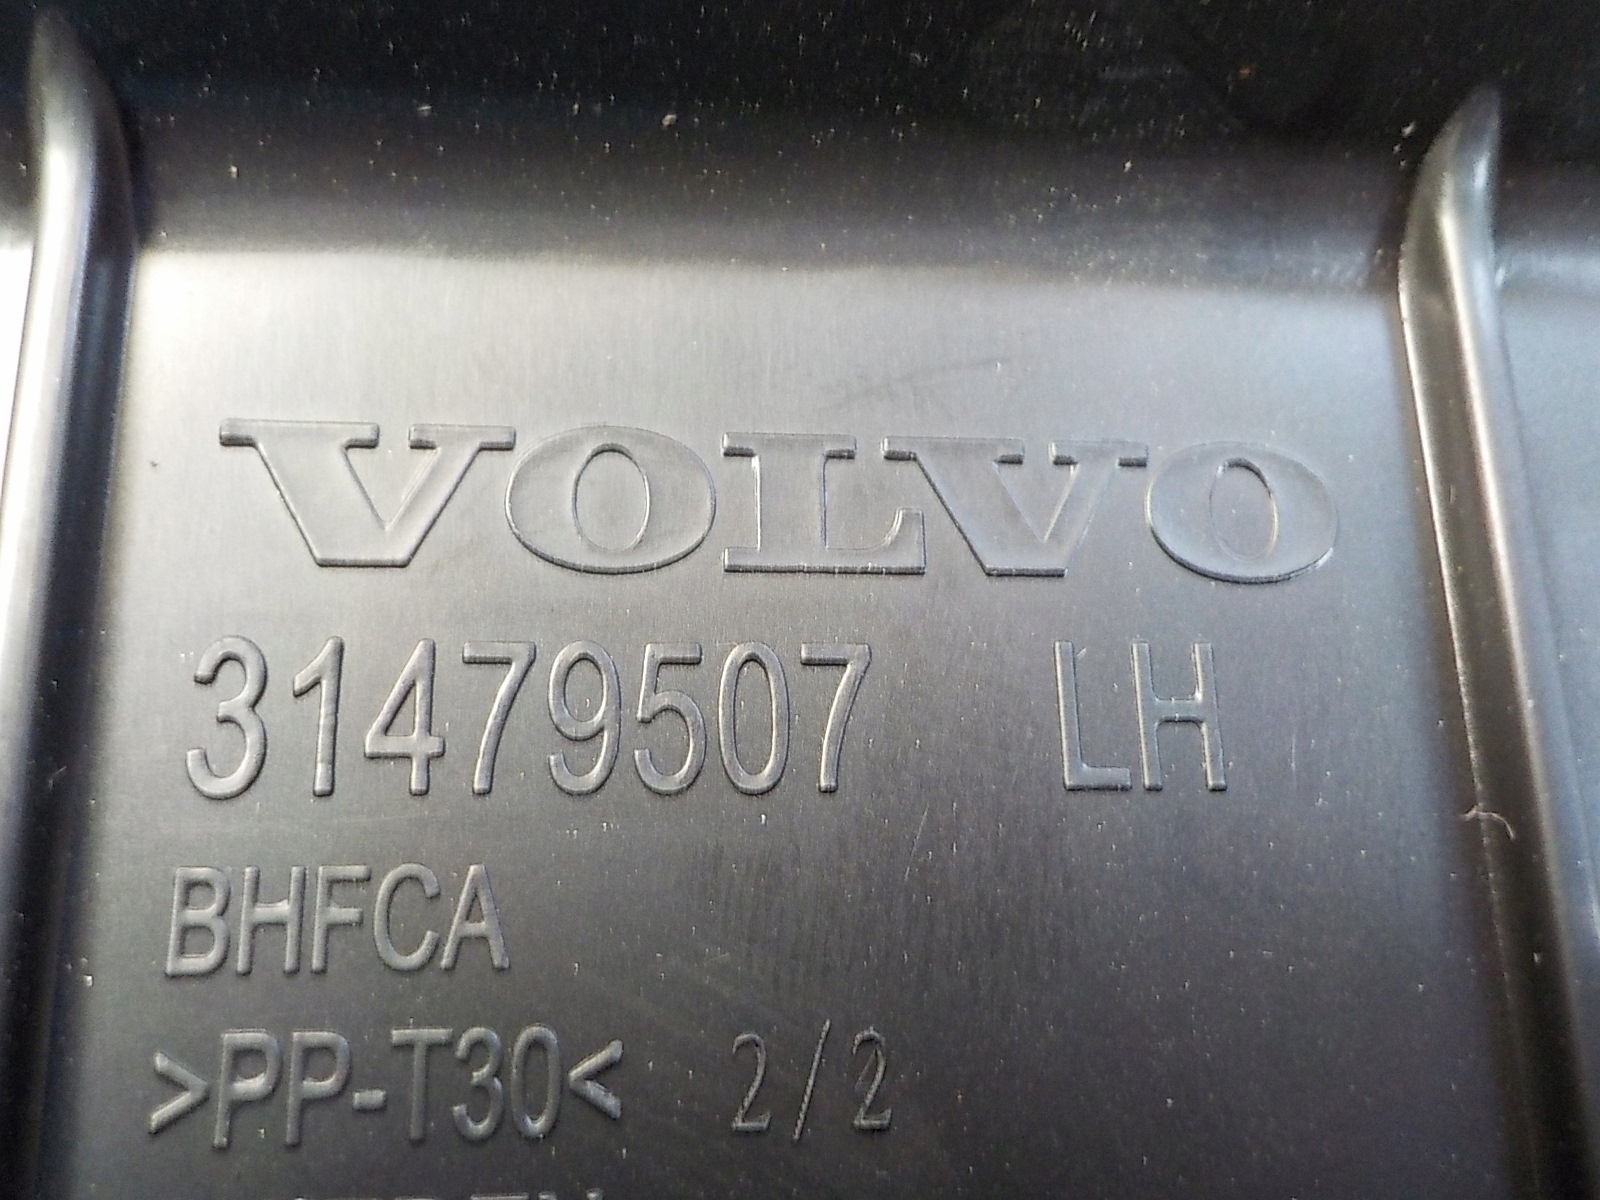 VOLVO
31479507 LH
BHFCA
>PP-T30< 2/2